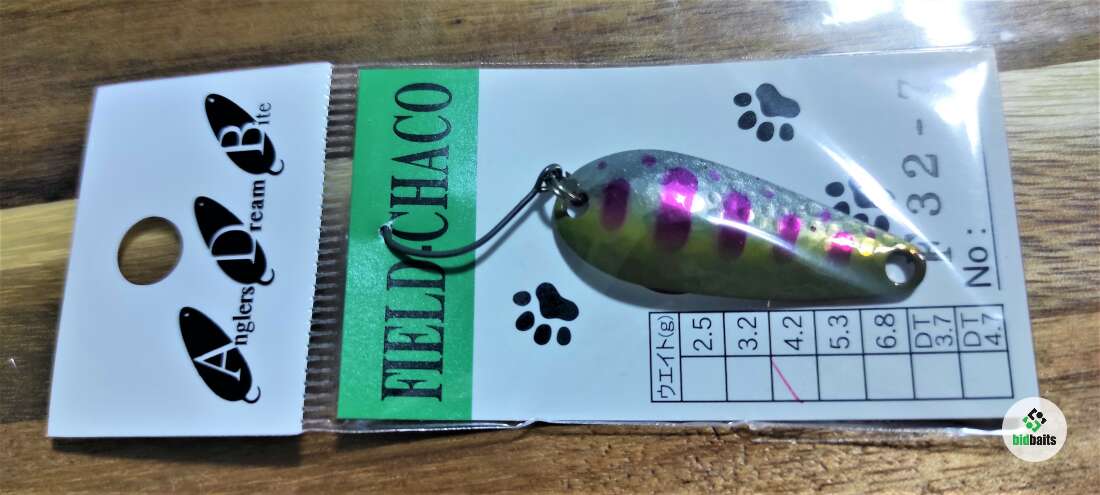 Anglers Dream Bite
FIELD CHACO
32-7
No:
ウエイト(g)
2.5
3.2
4.2
5.3
6.8
DT 3.7
DT 4.7
bidbaits